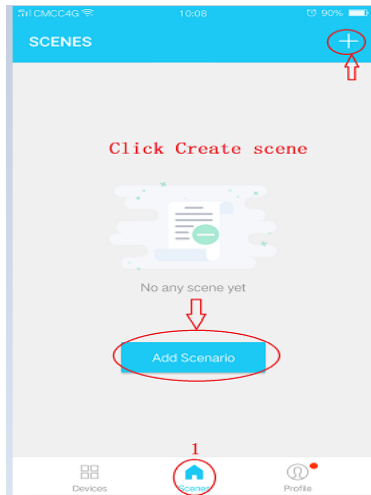 CMCC4G 10:08 90%
SCENES
Click Create scene
No any scene yet
Add Scenario
1
Devices Scenes Profile